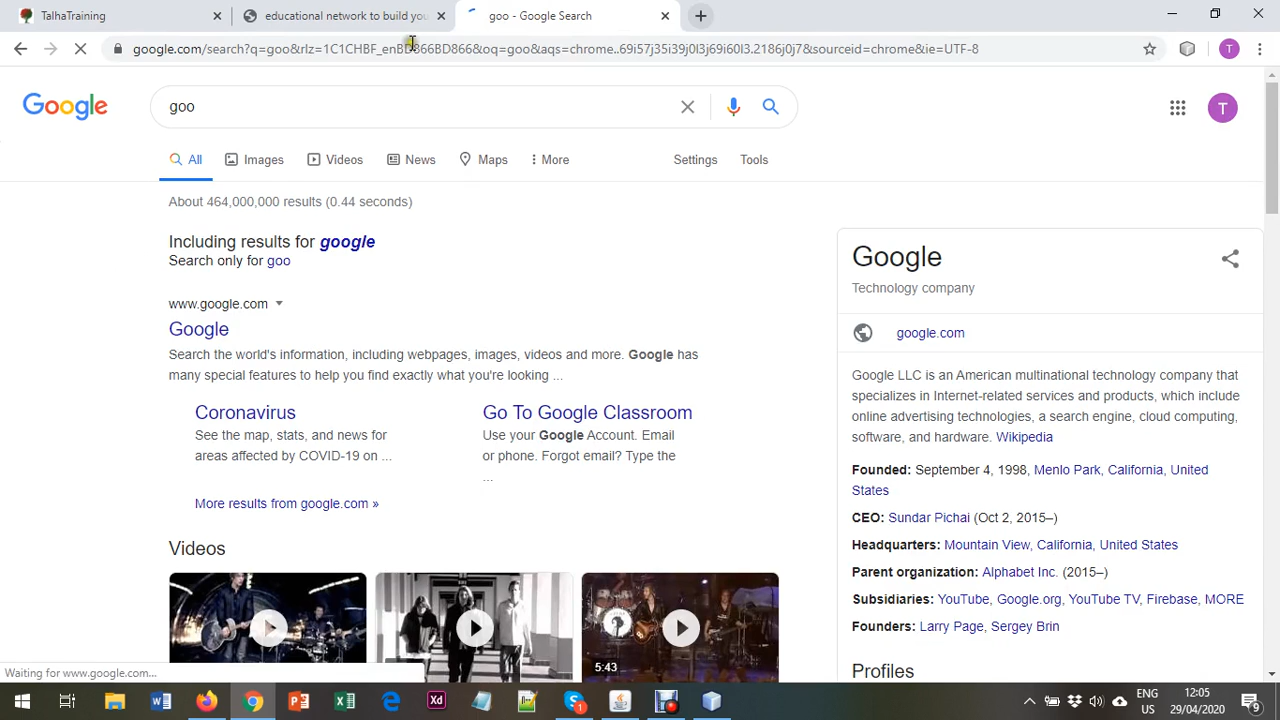 TalhaTraining
educational network to build you
goo - Google Search
google.com/search?q=goo&rlz=1C1CHBF_enBD866BD866&oq=goo&aqs=chrome..69i57j35i39j0l3j69i60l3.2186j0j7&sourceid=chrome&ie=UTF-8
T
Google
goo
T
All
Images
Videos
News
Maps
More
Settings
Tools
About 464,000,000 results (0.44 seconds)
Including results for google
Search only for goo
www.google.com
Google
Search the world's information, including webpages, images, videos and more. Google has
many special features to help you find exactly what you're looking ...
Coronavirus
See the map, stats, and news for
areas affected by COVID-19 on ...
Go To Google Classroom
Use your Google Account. Email
or phone. Forgot email? Type the
...
More results from google.com »
Videos
5:43
Google
Technology company
google.com
Google LLC is an American multinational technology company that
specializes in Internet-related services and products, which include
online advertising technologies, a search engine, cloud computing,
software, and hardware. Wikipedia
Founded: September 4, 1998, Menlo Park, California, United
States
CEO: Sundar Pichai (Oct 2, 2015–)
Headquarters: Mountain View, California, United States
Parent organization: Alphabet Inc. (2015–)
Subsidiaries: YouTube, Google.org, YouTube TV, Firebase, MORE
Founders: Larry Page, Sergey Brin
Profiles
Waiting for www.google.com...
Xd
1
ENG
US
12:05
29/04/2020
9